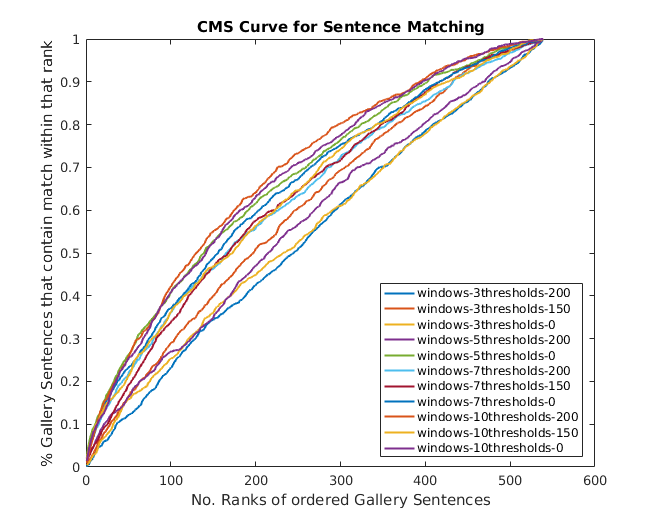 CMS Curve for Sentence Matching
% Gallery Sentences that contain match within that rank
1
0.9
0.8
0.7
0.6
0.5
0.4
0.3
0.2
0.1
0
windows-3thresholds-200
windows-3thresholds-150
windows-3thresholds-0
windows-5thresholds-200
windows-5thresholds-0
windows-7thresholds-200
windows-7thresholds-150
windows-7thresholds-0
windows-10thresholds-200
windows-10thresholds-150
windows-10thresholds-0
0 100 200 300 400 500 600
No. Ranks of ordered Gallery Sentences